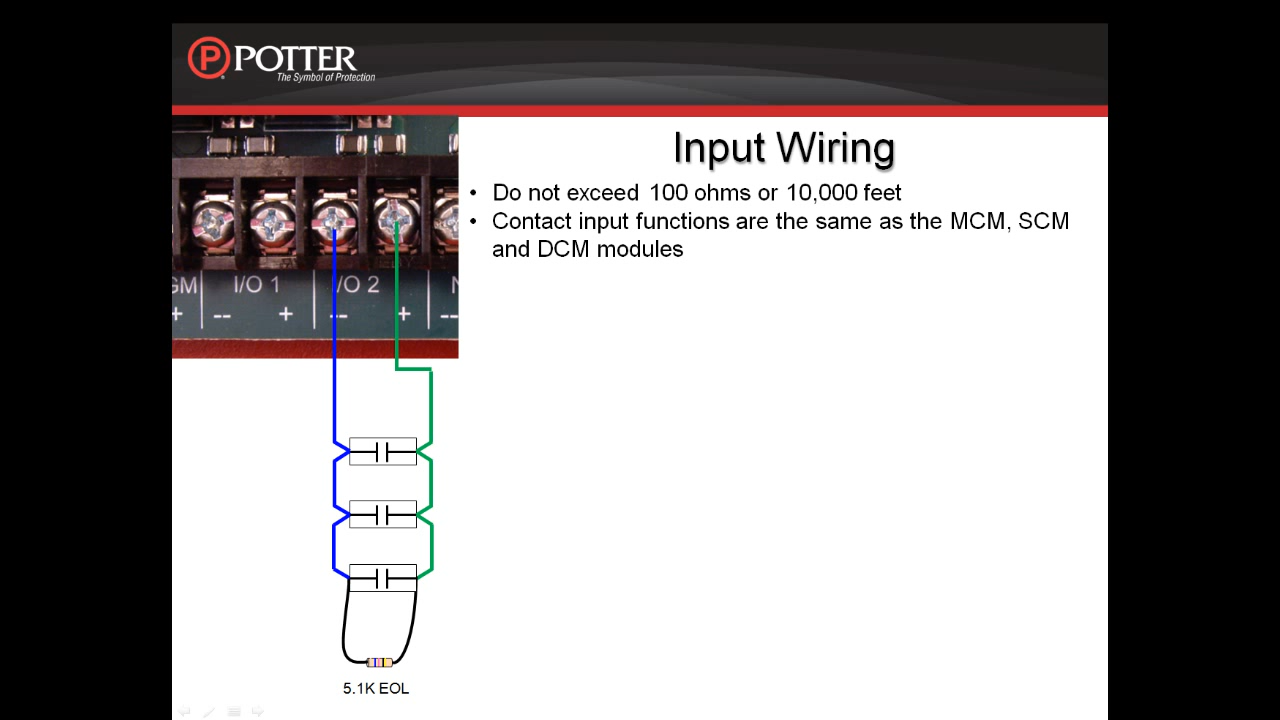 P POTTER
The Symbol of Protection
Input Wiring
• Do not exceed 100 ohms or 10,000 feet
• Contact input functions are the same as the MCM, SCM
and DCM modules
GM I/O 1 I/O 2 N
+ -- + -- + --
5.1K EOL